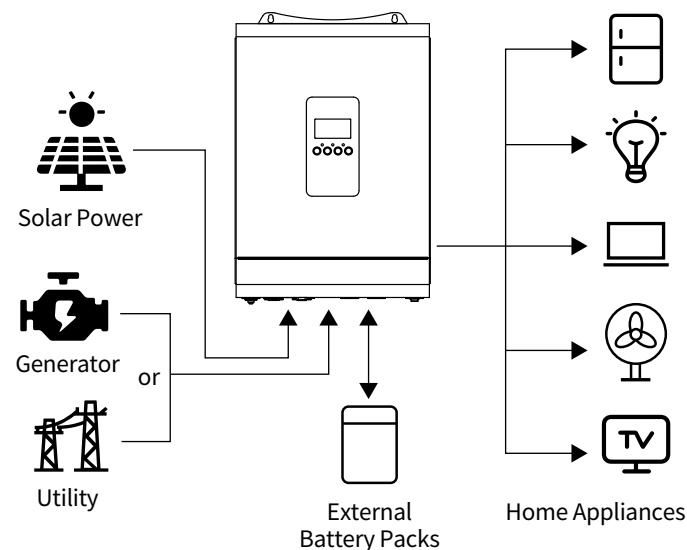 Solar Power
Generator
or
Utility
External
Battery Packs
TV
Home Appliances